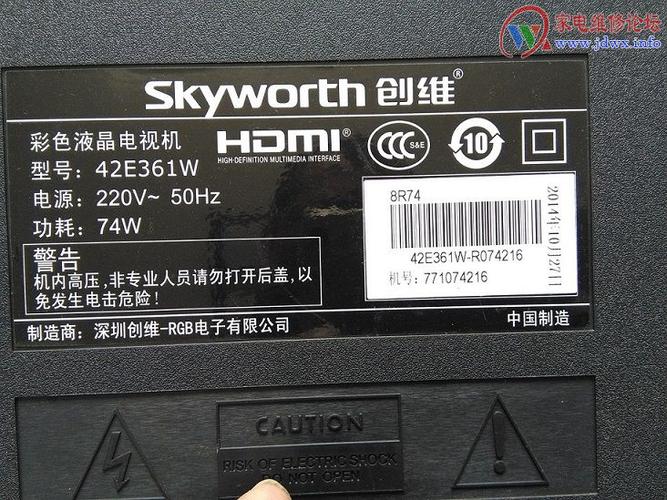 家电维修论坛
www.jdwx.info
Skyworth®创维
彩色液晶电视机
HDMI®
HIGH-DEFINITION MULTIMEDIA INTERFACE
CCC S&E
10
型号: 42E361W
电源: 220V~ 50Hz
功耗: 74W
8R74
42E361W-R074216
机号: 771074216
2014年10月27日
警告
机内高压,非专业人员请勿打开后盖,以
免发生电击危险!
制造商: 深圳创维-RGB电子有限公司
中国制造
CAUTION
RISK OF ELECTRIC SHOCK
DO NOT OPEN